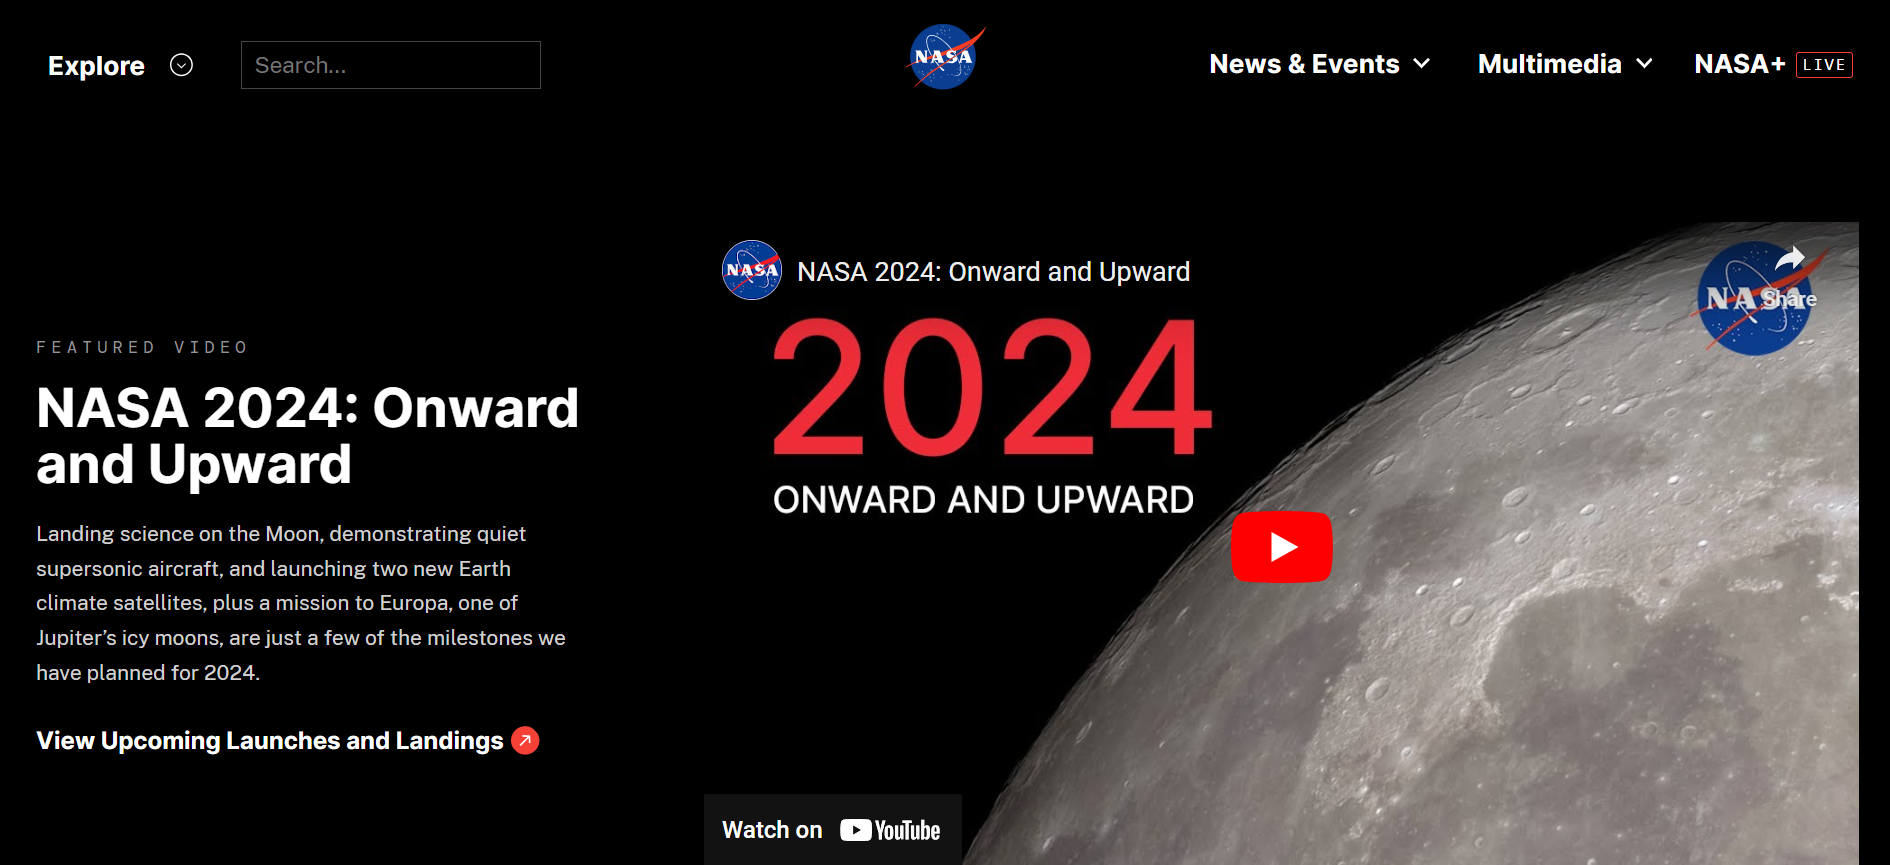 Explore
Search...
NASA
News & Events
Multimedia
NASA+ LIVE
FEATURED VIDEO
NASA 2024: Onward
and Upward
Landing science on the Moon, demonstrating quiet
supersonic aircraft, and launching two new Earth
climate satellites, plus a mission to Europa, one of
Jupiter’s icy moons, are just a few of the milestones we
have planned for 2024.
View Upcoming Launches and Landings
NASA
NASA 2024: Onward and Upward
NASA
Share
2024
ONWARD AND UPWARD
Watch on YouTube